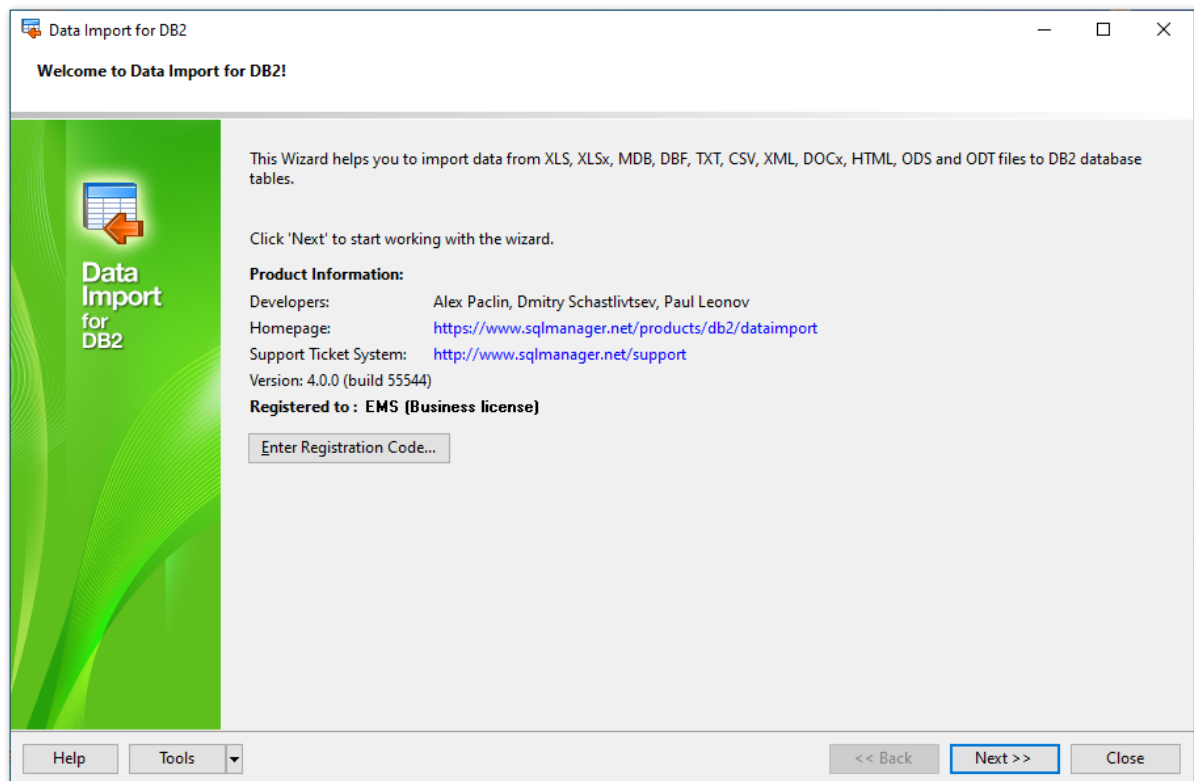 Data Import for DB2
Welcome to Data Import for DB2!
This Wizard helps you to import data from XLS, XLSx, MDB, DBF, TXT, CSV, XML, DOCx, HTML, ODS and ODT files to DB2 database
tables.
Click 'Next' to start working with the wizard.
Data
Import
for
DB2
Product Information:
Developers: Alex Paclin, Dmitry Schastlivtsev, Paul Leonov
Homepage: https://www.sqlmanager.net/products/db2/dataimport
Support Ticket System: http://www.sqlmanager.net/support
Version: 4.0.0 (build 55544)
Registered to : EMS (Business license)
Enter Registration Code...
Help Tools << Back Next >> Close